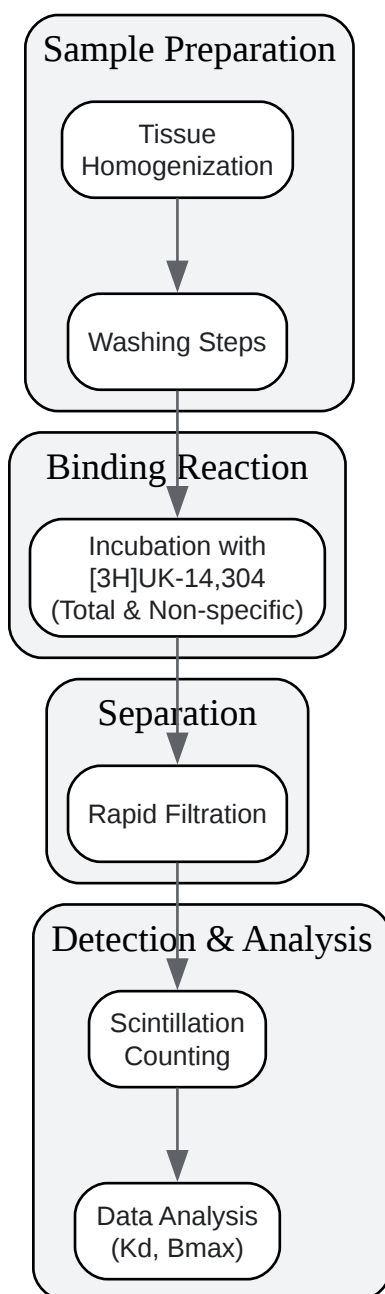 Sample Preparation
Tissue
Homogenization
Washing Steps
Binding Reaction
Incubation with
[3H]UK-14,304
(Total & Non-specific)
Separation
Rapid Filtration
Detection & Analysis
Scintillation
Counting
Data Analysis
(Kd, Bmax)